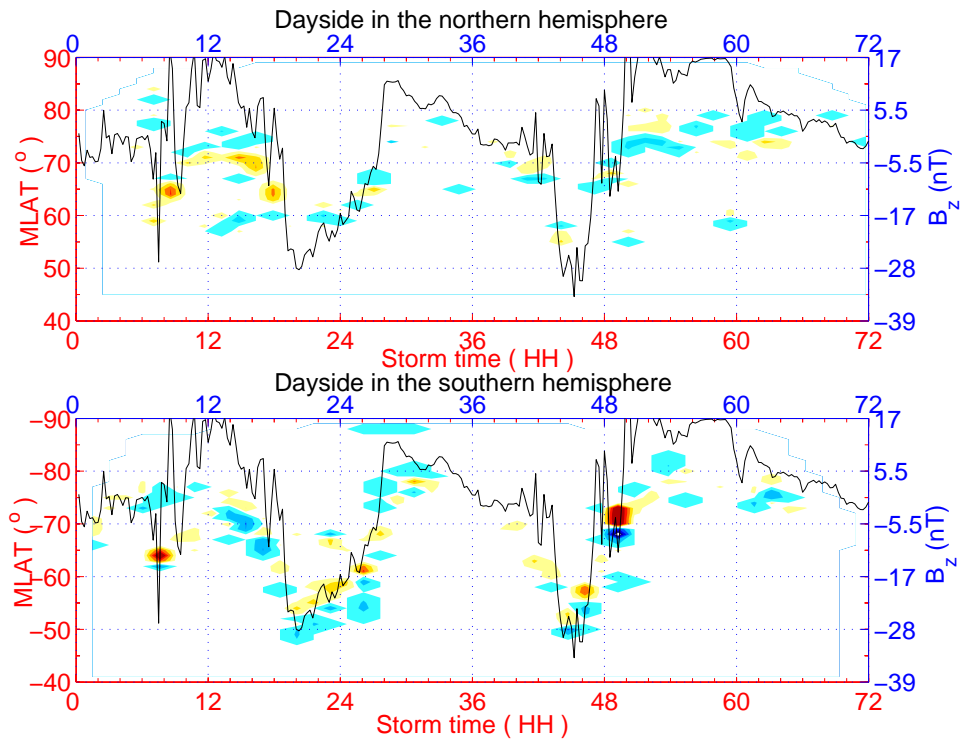 Dayside in the northern hemisphere
0 12 24 36 48 60 72
90 17
80 5.5
70 −5.5
60 −17
50 −28
40 −39
MLAT ( ° )
B_z (nT)
0 12 24 36 48 60 72
Storm time ( HH )
Dayside in the southern hemisphere
0 12 24 36 48 60 72
−90 17
−80 5.5
−70 −5.5
−60 −17
−50 −28
−40 −39
MLAT ( ° )
B_z (nT)
0 12 24 36 48 60 72
Storm time ( HH )